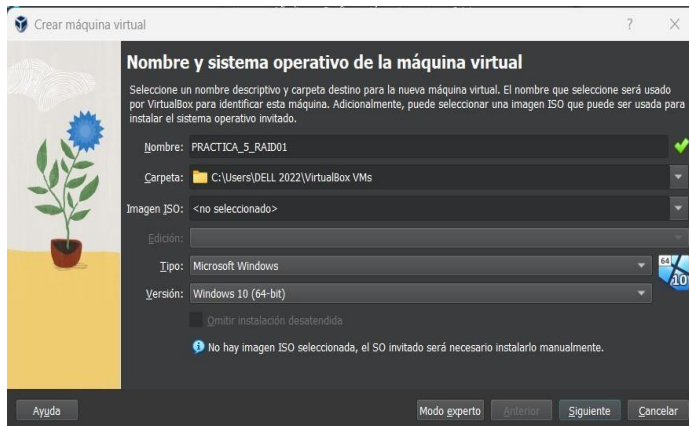 Crear máquina virtual
Nombre y sistema operativo de la máquina virtual
Seleccione un nombre descriptivo y carpeta destino para la nueva máquina virtual. El nombre que seleccione será usado
por VirtualBox para identificar esta máquina. Adicionalmente, puede seleccionar una imagen ISO que puede ser usada para
instalar el sistema operativo invitado.
Nombre: PRACTICA_5_RAID01
Carpeta: C:\Users\DELL 2022\VirtualBox VMs
Imagen ISO: <no seleccionado>
Edición:
Tipo: Microsoft Windows
64
10
Versión: Windows 10 (64-bit)
Omitir instalación desatendida
No hay imagen ISO seleccionada, el SO invitado será necesario instalarlo manualmente.
Ayuda Modo experto Anterior Siguiente Cancelar